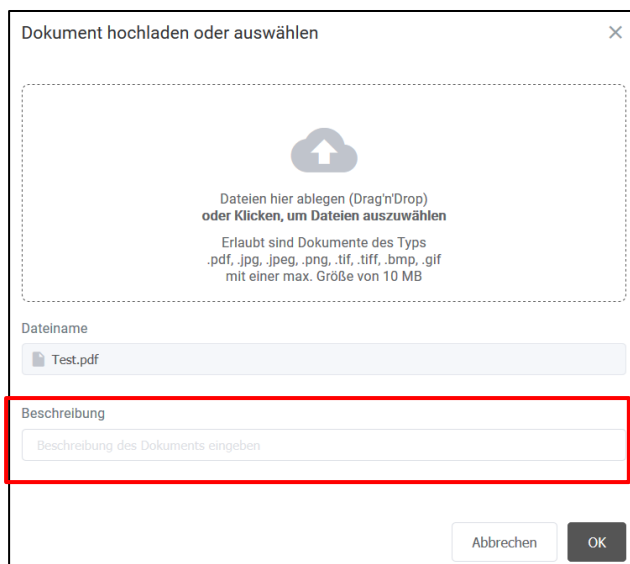 Dokument hochladen oder auswählen
Dateien hier ablegen (Drag'n'Drop)
oder Klicken, um Dateien auszuwählen
Erlaubt sind Dokumente des Typs
.pdf, .jpg, .jpeg, .png, .tif, .tiff, .bmp, .gif
mit einer max. Größe von 10 MB
Dateiname
Test.pdf
Beschreibung
Beschreibung des Dokuments eingeben
Abbrechen OK